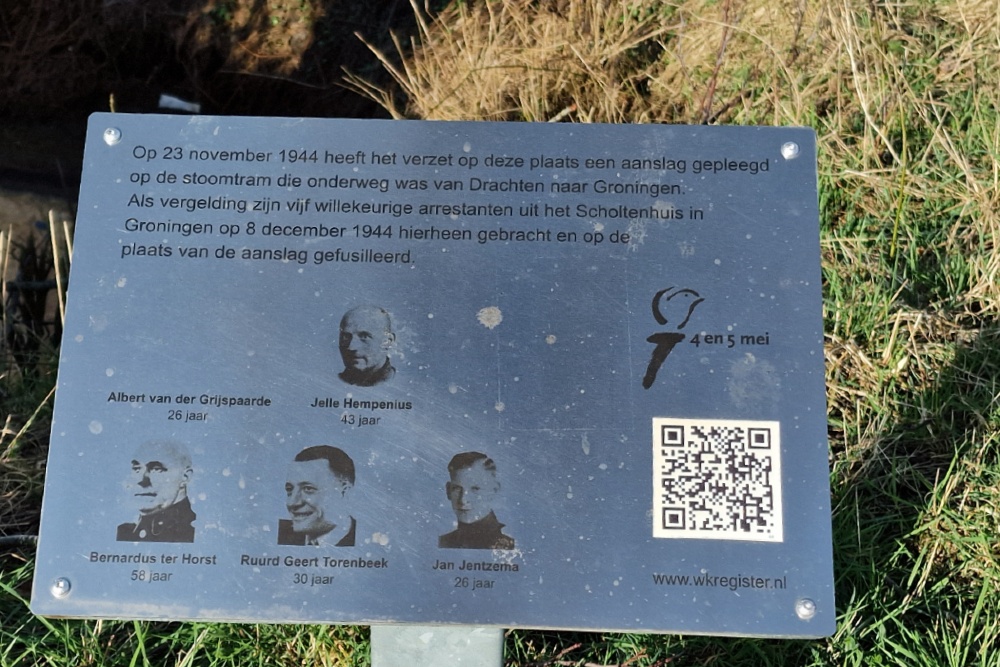 Op 23 november 1944 heeft het verzet op deze plaats een aanslag gepleegd
op de stoomtram die onderweg was van Drachten naar Groningen.
Als vergelding zijn vijf willekeurige arrestanten uit het Scholtenhuis in
Groningen op 8 december 1944 hierheen gebracht en op de
plaats van de aanslag gefusilleerd.
4 en 5 mei
Albert van der Grijspaarde
26 jaar
Jelle Hempenius
43 jaar
Bernardus ter Horst
58 jaar
Ruurd Geert Torenbeek
30 jaar
Jan Jentzema
26 jaar
www.wkregister.nl